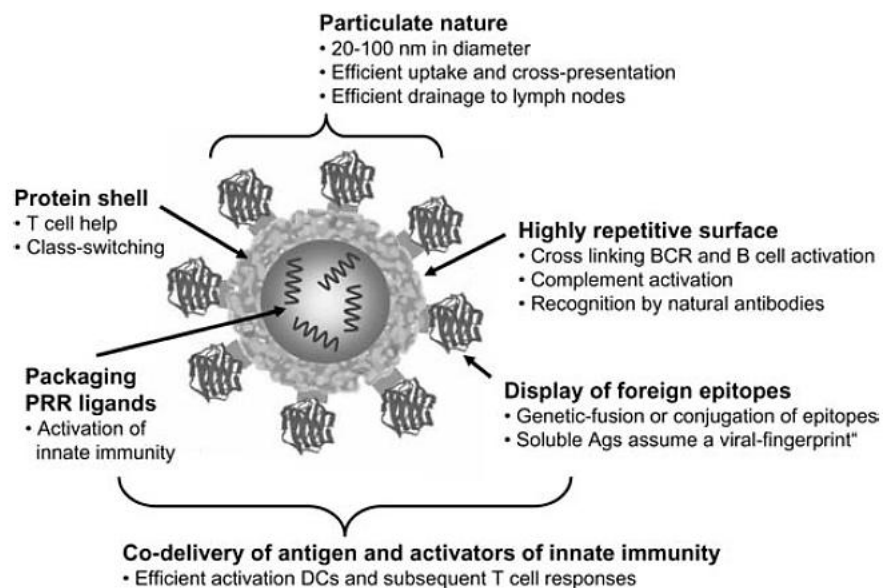 Particulate nature
• 20-100 nm in diameter
• Efficient uptake and cross-presentation
• Efficient drainage to lymph nodes
Protein shell
• T cell help
• Class-switching
Highly repetitive surface
• Cross linking BCR and B cell activation
• Complement activation
• Recognition by natural antibodies
Packaging
PRR ligands
• Activation of
innate immunity
Display of foreign epitopes
• Genetic-fusion or conjugation of epitopes
• Soluble Ags assume a viral-fingerprint“
Co-delivery of antigen and activators of innate immunity
• Efficient activation DCs and subsequent T cell responses